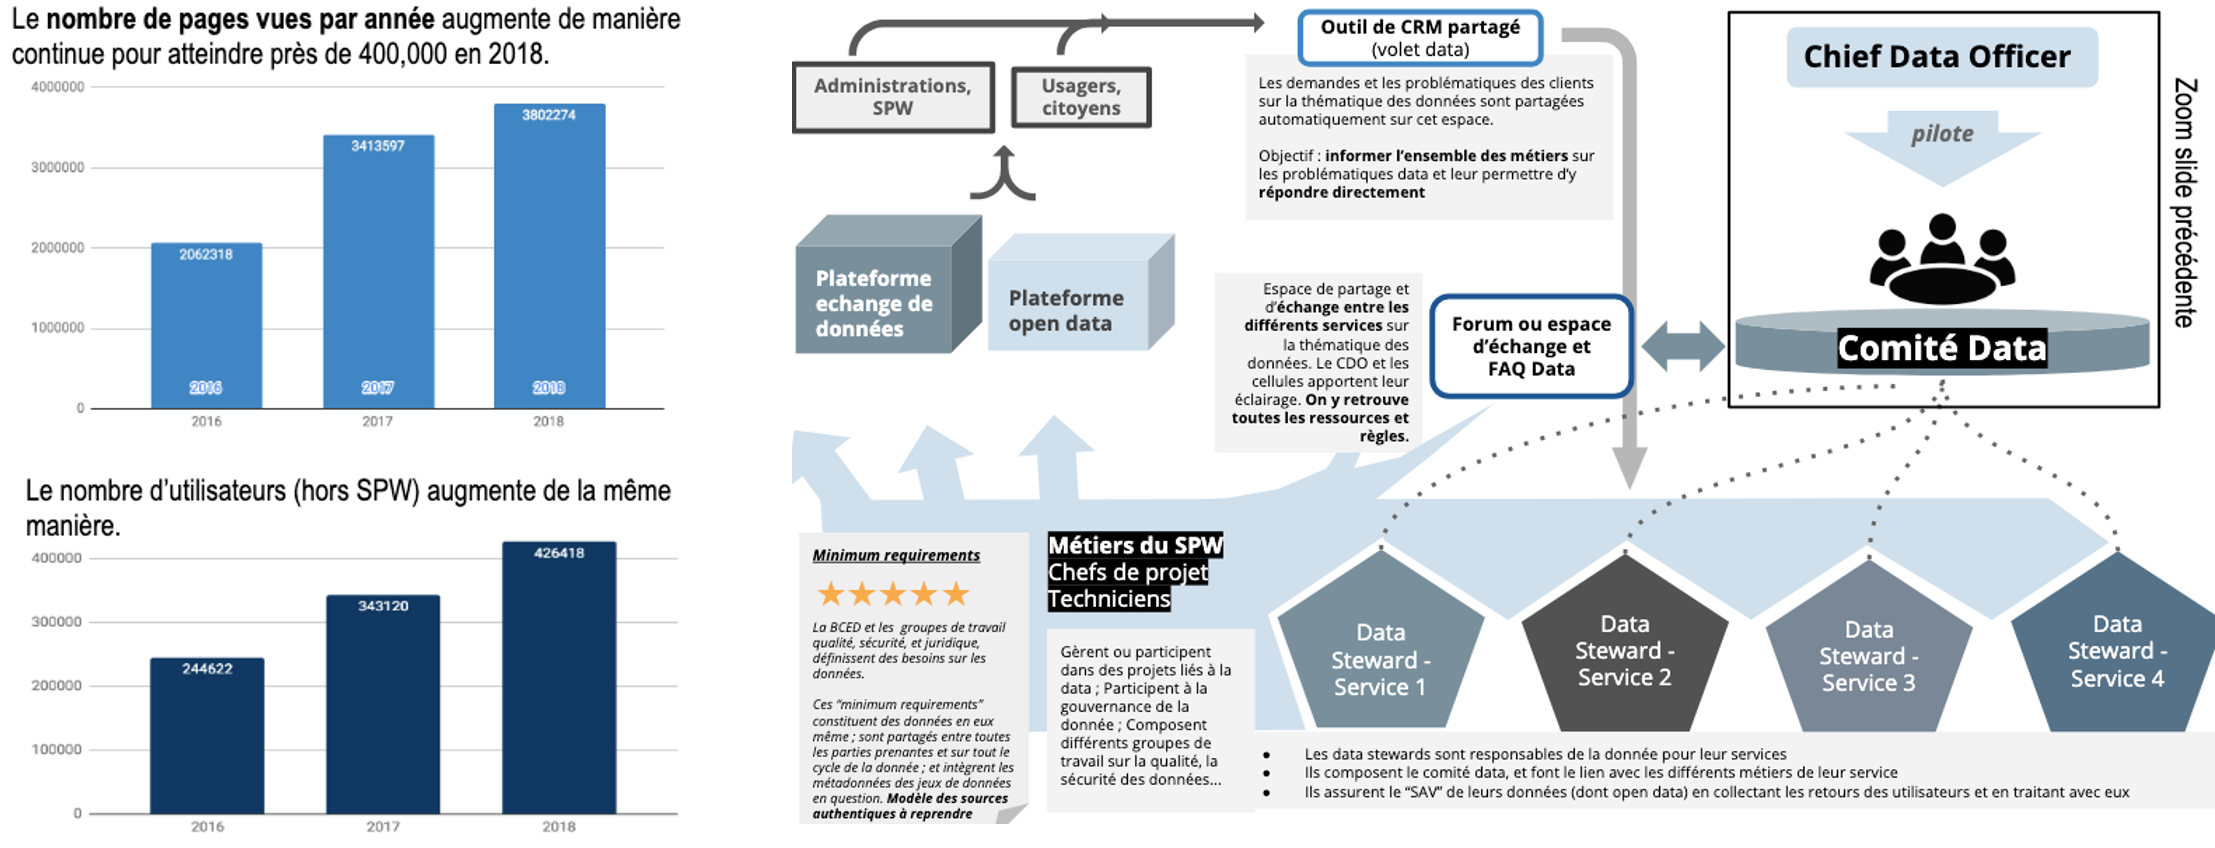 Le nombre de pages vues par année augmente de manière
continue pour atteindre près de 400,000 en 2018.
4000000
3000000
2000000
1000000
0
2062318
3413597
3802274
2016
2017
2018
2016
2017
2018
Le nombre d'utilisateurs (hors SPW) augmente de la même
manière.
400000
300000
200000
100000
0
244622
343120
426418
2016
2017
2018
Administrations,
SPW
Usagers,
citoyens
Plateforme
echange de
données
Plateforme
open data
Outil de CRM partagé
(volet data)
Les demandes et les problématiques des clients
sur la thématique des données sont partagées
automatiquement sur cet espace.
Objectif : informer l'ensemble des métiers sur
les problématiques data et leur permettre d'y
répondre directement
Espace de partage et
d'échange entre les
différents services sur
la thématique des
données. Le CDO et les
cellules apportent leur
éclairage. On y retrouve
toutes les ressources et
règles.
Forum ou espace
d'échange et
FAQ Data
Chief Data Officer
pilote
Comité Data
Zoom slide précédente
Minimum requirements
La BCED et les groupes de travail
qualité, sécurité, et juridique,
définissent des besoins sur les
données.
Ces "minimum requirements"
constituent des données en eux
même ; sont partagés entre toutes
les parties prenantes et sur tout le
cycle de la donnée ; et intègrent les
métadonnées des jeux de données
en question. Modèle des sources
authentiques à reprendre
Métiers du SPW
Chefs de projet
Techniciens
Gèrent ou participent
dans des projets liés à la
data ; Participent à la
gouvernance de la
donnée ; Composent
différents groupes de
travail sur la qualité, la
sécurité des données...
Data
Steward -
Service 1
Data
Steward -
Service 2
Data
Steward -
Service 3
Data
Steward -
Service 4
● Les data stewards sont responsables de la donnée pour leur services
● Ils composent le comité data, et font le lien avec les différents métiers de leur service
● Ils assurent le "SAV" de leurs données (dont open data) en collectant les retours des utilisateurs et en traitant avec eux